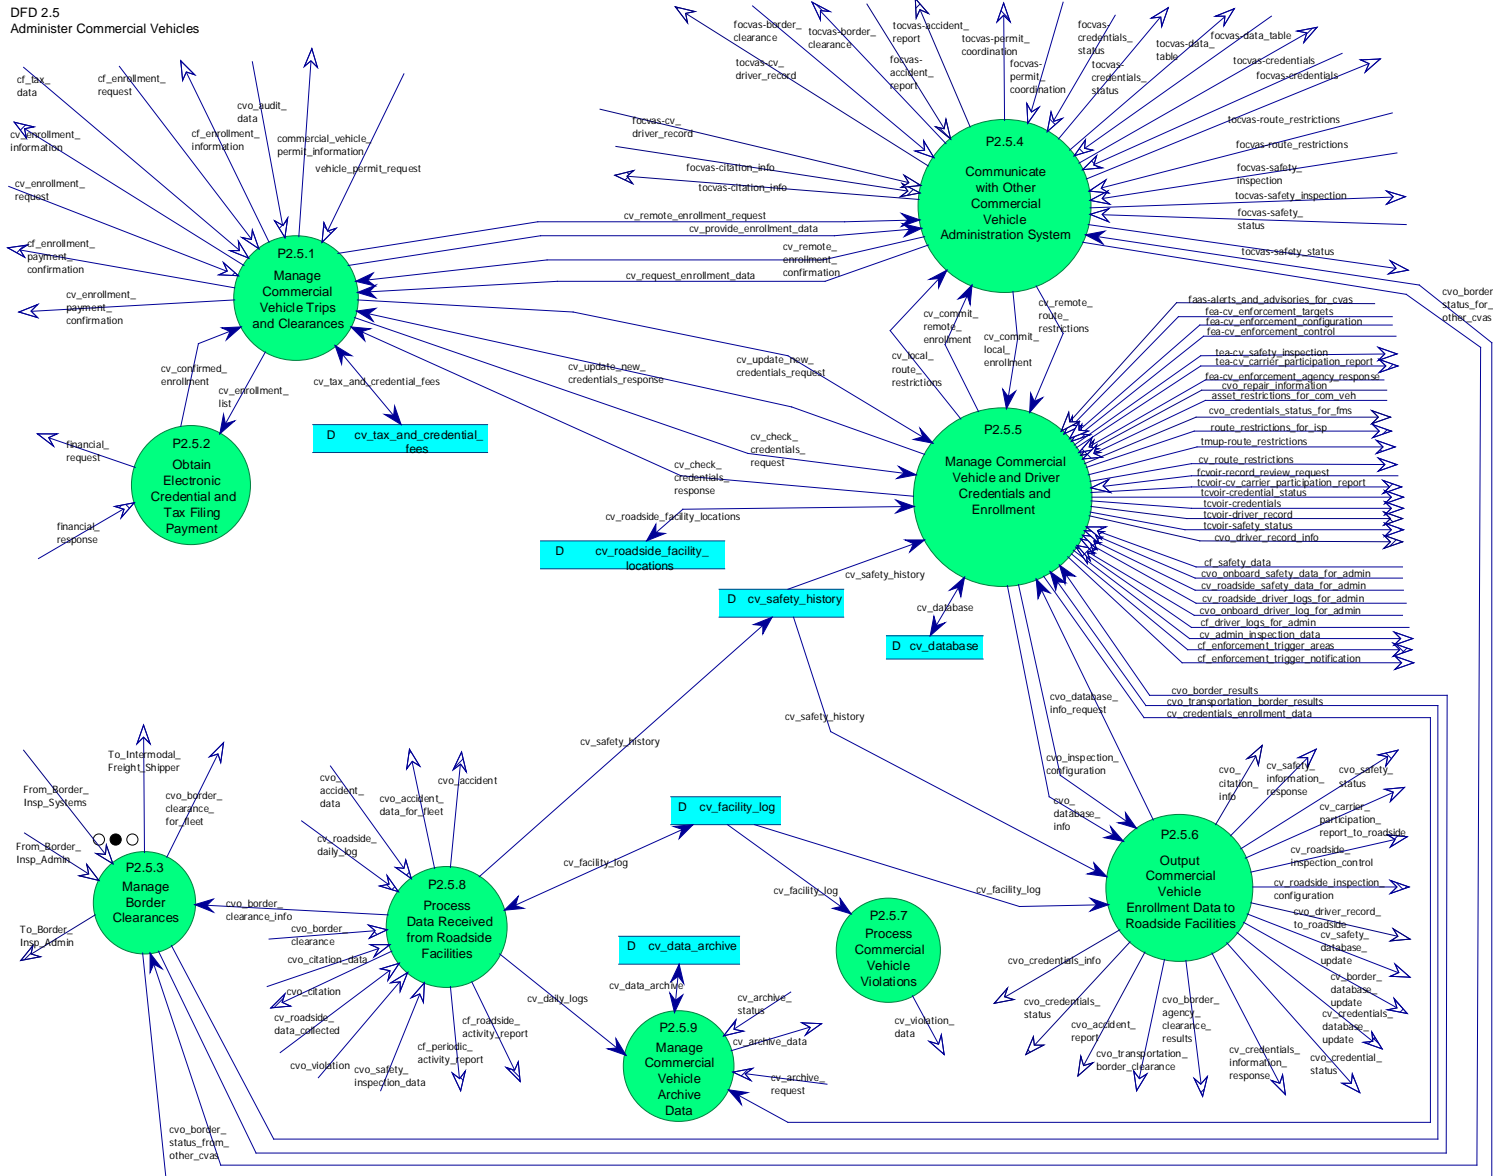 DFD 2.5
Administer Commercial Vehicles
cf_tax_
data
cf_enrollment_
request
cvo_audit_
data
cf_enrollment_
information
commercial_vehicle_
permit_information
vehicle_permit_request
cv_enrollment_
information
cv_enrollment_
request
cf_enrollment_
payment_
confirmation
cv_enrollment_
payment_
confirmation
P2.5.1
Manage
Commercial
Vehicle Trips
and Clearances
focvas-border_
clearance
tocvas-border_
clearance
tocvas-accident_
report
tocvas-permit_
coordination
focvas-
credentials_
status
tocvas-data_
table
focvas-data_table
tocvas-cv_
driver_record
focvas-
accident_
report
focvas-
permit_
coordination
tocvas-
credentials_
status
tocvas-credentials
focvas-credentials
focvas-cv_
driver_record
focvas-citation_info
tocvas-citation_info
tocvas-route_restrictions
focvas-route_restrictions
focvas-safety_
inspection
tocvas-safety_inspection
focvas-safety_
status
tocvas-safety_status
P2.5.4
Communicate
with Other
Commercial
Vehicle
Administration System
cv_remote_enrollment_request
cv_provide_enrollment_data
cv_remote_
enrollment_
confirmation
cv_request_enrollment_data
cvo_border_
status_for_
other_cvas
cv_confirmed_
enrollment
cv_enrollment_
list
cv_tax_and_credential_fees
D cv_tax_and_credential_
fees
cv_update_new_
credentials_response
cv_update_new_
credentials_request
cv_check_
credentials_
request
cv_check_
credentials_
response
cv_commit_
remote_
enrollment
cv_local_
route_
restrictions
cv_commit_
local_
enrollment
cv_remote_
route_
restrictions
faas-alerts_and_advisories_for_cvas
fea-cv_enforcement_targets
fea-cv_enforcement_configuration
fea-cv_enforcement_control
tea-cv_safety_inspection
tea-cv_carrier_participation_report
fea-cv_enforcement_agency_response
cvo_repair_information
asset_restrictions_for_com_veh
cvo_credentials_status_for_fms
route_restrictions_for_isp
tmup-route_restrictions
cv_route_restrictions
fcvoir-record_review_request
tcvoir-cv_carrier_participation_report
tcvoir-credential_status
tcvoir-credentials
tcvoir-driver_record
tcvoir-safety_status
cvo_driver_record_info
cf_safety_data
cvo_onboard_safety_data_for_admin
cv_roadside_safety_data_for_admin
cv_roadside_driver_logs_for_admin
cvo_onboard_driver_log_for_admin
cf_driver_logs_for_admin
cv_admin_inspection_data
cf_enforcement_trigger_areas
cf_enforcement_trigger_notification
P2.5.2
Obtain
Electronic
Credential and
Tax Filing
Payment
financial_
request
financial_
response
P2.5.5
Manage Commercial
Vehicle and Driver
Credentials and
Enrollment
cv_roadside_facility_locations
D cv_roadside_facility_
locations
cv_safety_history
D cv_safety_history
cv_database
D cv_database
cvo_border_results
cvo_transportation_border_results
cv_credentials_enrollment_data
cvo_database_
info_request
cv_inspection_
configuration
cvo_
database_
info
cv_safety_history
cv_safety_history
To_Intermodal_
Freight_Shipper
From_Border_
Insp_Systems
cvo_border_
clearance_
for_fleet
From_Border_
Insp_Admin
To_Border_
Insp_Admin
P2.5.3
Manage
Border
Clearances
cvo_
accident_
data
cvo_accident_
data_for_fleet
cvo_accident
cv_roadside_
daily_log
P2.5.8
Process
Data Received
from Roadside
Facilities
cvo_border_
clearance_info
cvo_border_
clearance
cvo_citation_data
cvo_citation
cv_roadside_
data_collected
cvo_violation
cvo_safety_
inspection_data
cf_periodic_
activity_report
cf_roadside_
activity_report
D cv_facility_log
cv_facility_log
cv_facility_log
cv_facility_log
P2.5.7
Process
Commercial
Vehicle
Violations
cv_violation_
data
D cv_data_archive
cv_data_archive
cv_daily_logs
cv_archive_
status
cv_archive_data
cv_archive_
request
P2.5.9
Manage
Commercial
Vehicle
Archive
Data
cvo_
citation_
info
cv_safety_
information_
response
cvo_safety_
status
cv_carrier_
participation_
report_to_roadside
cv_roadside_
inspection_control
cv_roadside_inspection_
configuration
cvo_driver_record_
to_roadside
cv_safety_
database_
update
cv_border_
database_
update
cv_credentials_
database_
update
cvo_credential_
status
P2.5.6
Output
Commercial
Vehicle
Enrollment Data to
Roadside Facilities
cvo_credentials_info
cvo_credentials_
status
cvo_accident_
report
cvo_transportation_
border_clearance
cvo_border_
agency_
clearance_
results
cv_credentials_
information_
response
cvo_border_
status_from_
other_cvas